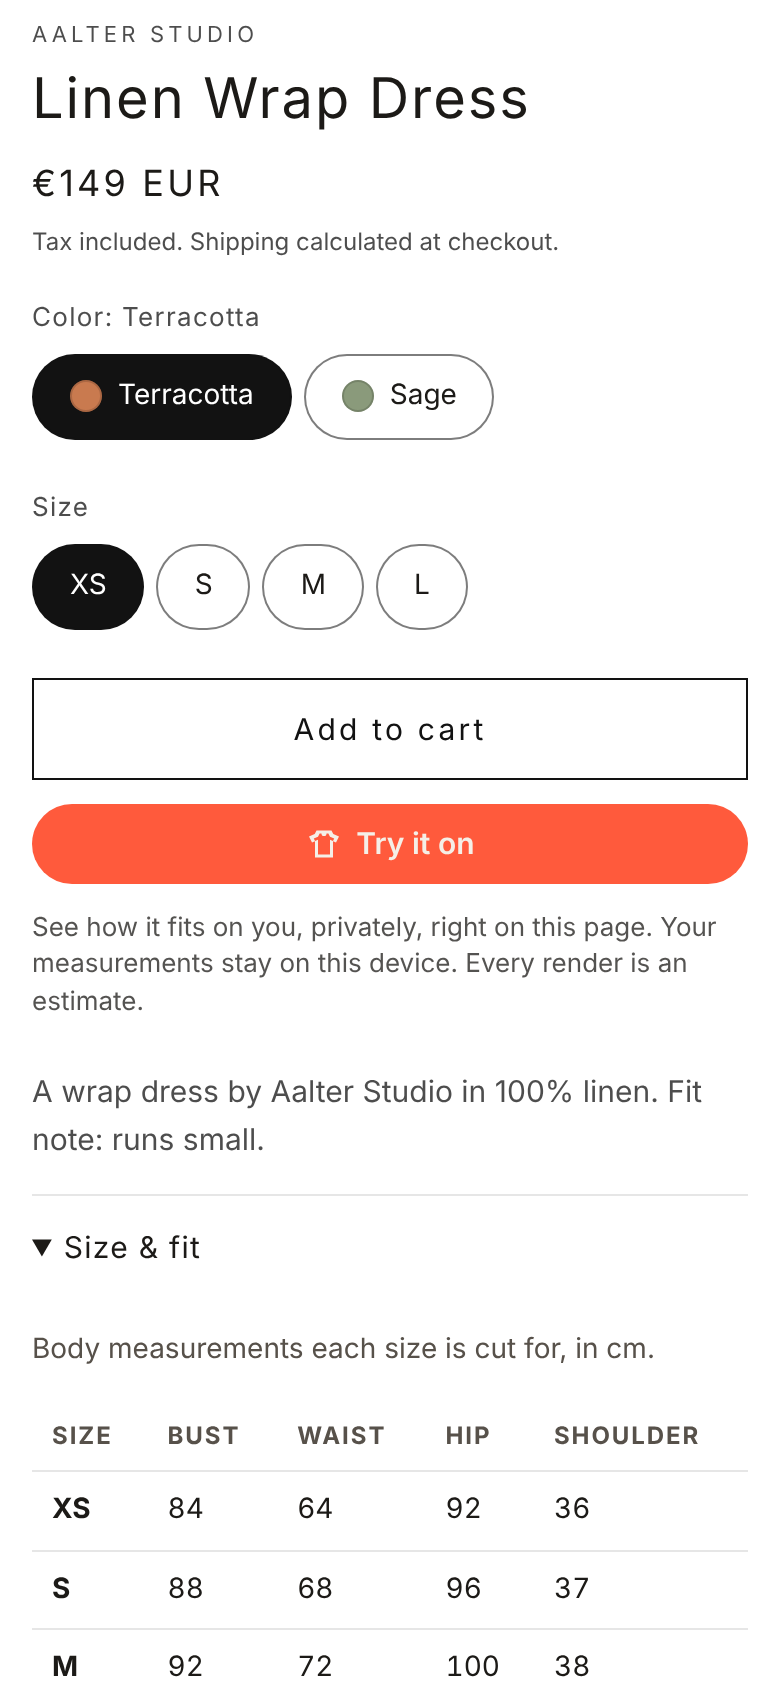 AALTER STUDIO
Linen Wrap Dress
€149 EUR
Tax included. Shipping calculated at checkout.
Color: Terracotta
Terracotta Sage
Size
XS S M L
Add to cart
Try it on
See how it fits on you, privately, right on this page. Your
measurements stay on this device. Every render is an
estimate.
A wrap dress by Aalter Studio in 100% linen. Fit
note: runs small.
▼ Size & fit
Body measurements each size is cut for, in cm.
SIZE BUST WAIST HIP SHOULDER
XS 84 64 92 36
S 88 68 96 37
M 92 72 100 38